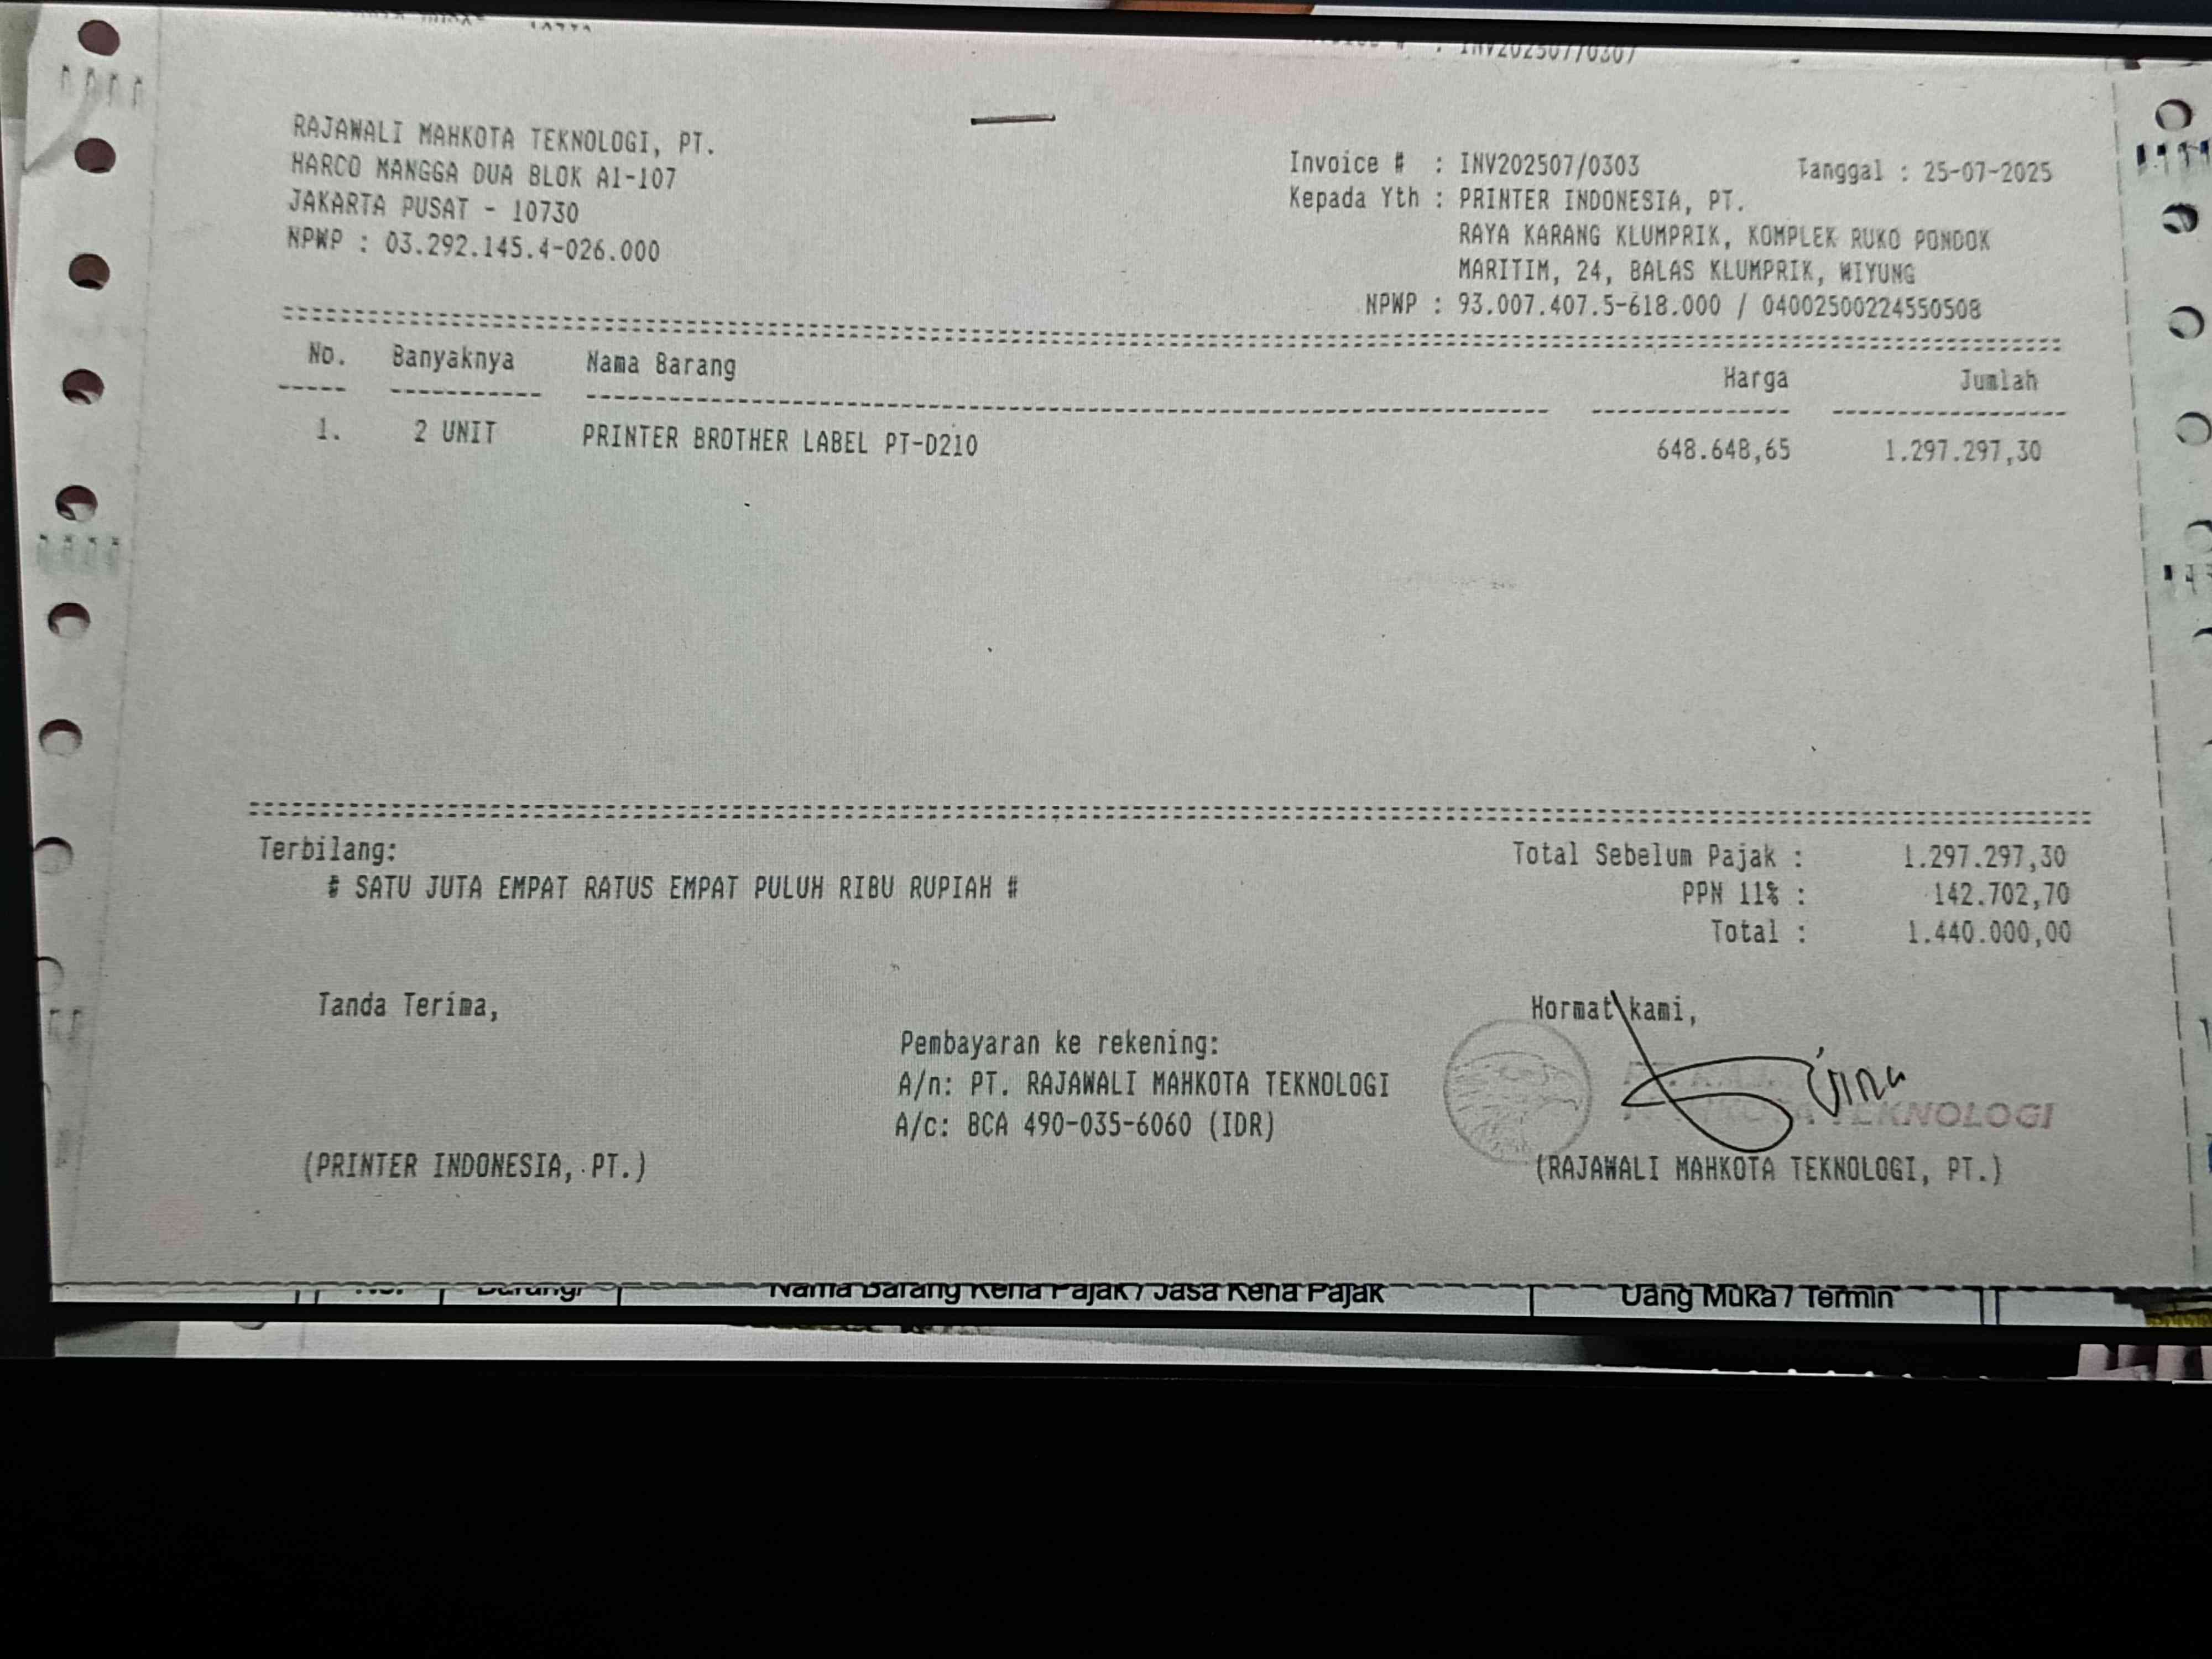 INV202507/0307
RAJAWALI MAHKOTA TEKNOLOGI, PT.
HARCO MANGGA DUA BLOK A1-107
JAKARTA PUSAT - 10730
NPWP : 03.292.145.4-026.000
Invoice # : INV202507/0303 Tanggal : 25-07-2025
Kepada Yth : PRINTER INDONESIA, PT.
RAYA KARANG KLUMPRIK, KOMPLEK RUKO PONDOK
MARITIM, 24, BALAS KLUMPRIK, WIYUNG
NPWP : 93.007.407.5-618.000 / 04002500224550508
No. Banyaknya Nama Barang Harga Jumlah
1. 2 UNIT PRINTER BROTHER LABEL PT-D210 648.648,65 1.297.297,30
Terbilang:
# SATU JUTA EMPAT RATUS EMPAT PULUH RIBU RUPIAH #
Total Sebelum Pajak : 1.297.297,30
PPN 11% : 142.702,70
Total : 1.440.000,00
Tanda Terima,
(PRINTER INDONESIA, PT.)
Pembayaran ke rekening:
A/n: PT. RAJAWALI MAHKOTA TEKNOLOGI
A/c: BCA 490-035-6060 (IDR)
Hormat kami,
TEKNOLOGI
(RAJAWALI MAHKOTA TEKNOLOGI, PT.)
Nama Barang Kena Pajak / Jasa Kena Pajak Uang Muka / Termin